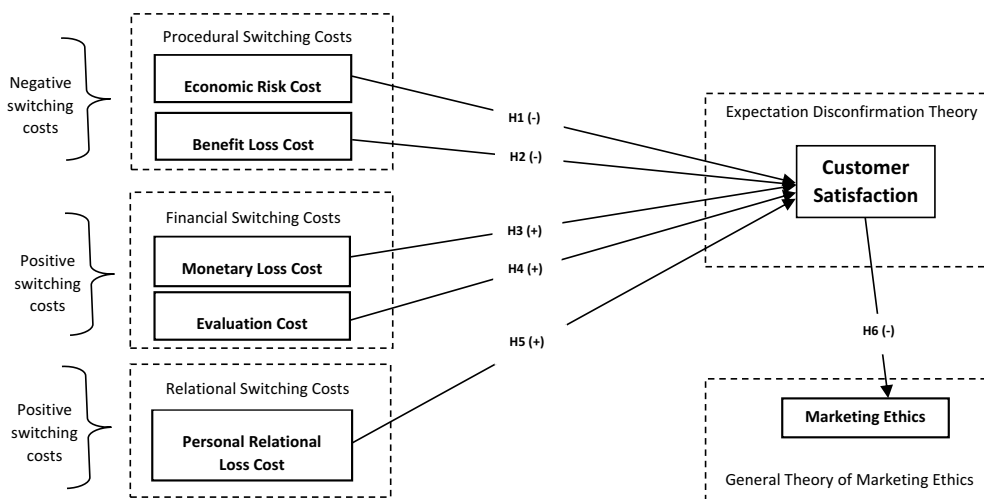 Negative
switching
costs
Procedural Switching Costs
Economic Risk Cost
Benefit Loss Cost
Positive
switching
costs
Financial Switching Costs
Monetary Loss Cost
Evaluation Cost
Positive
switching
costs
Relational Switching Costs
Personal Relational
Loss Cost
H1 (-)
H2 (-)
H3 (+)
H4 (+)
H5 (+)
Expectation Disconfirmation Theory
Customer
Satisfaction
H6 (-)
Marketing Ethics
General Theory of Marketing Ethics